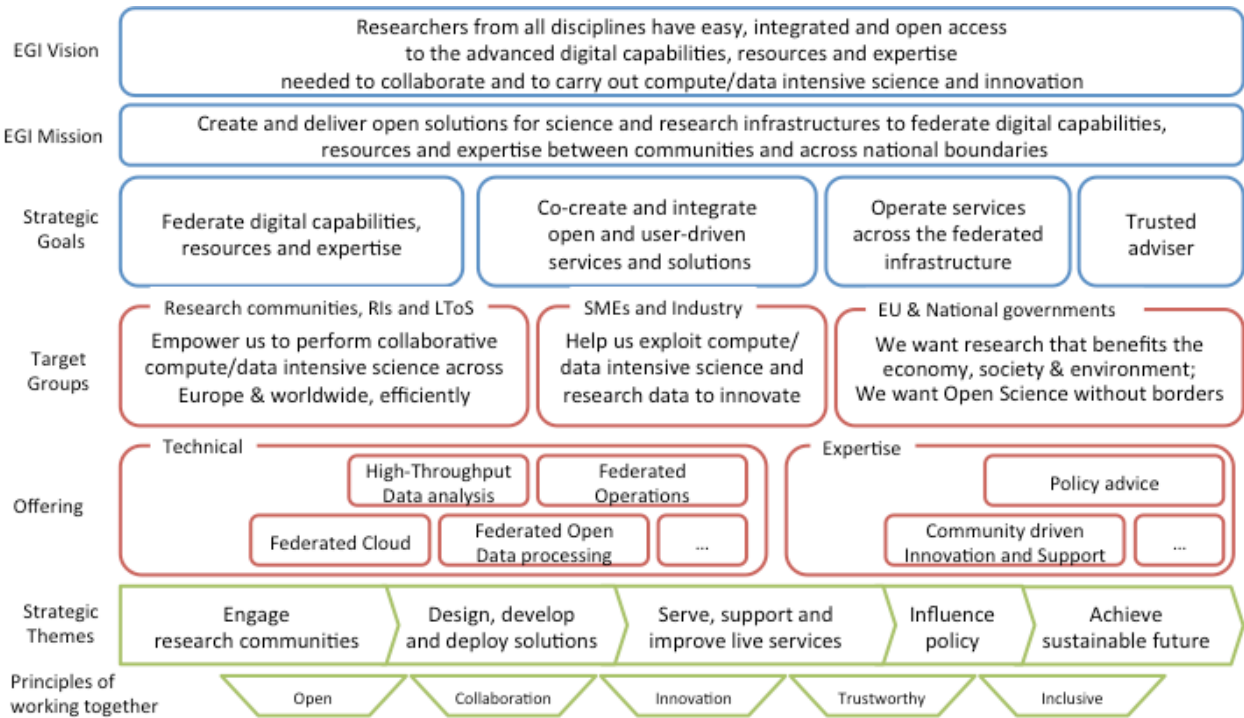 EGI Vision
Researchers from all disciplines have easy, integrated and open access
to the advanced digital capabilities, resources and expertise
needed to collaborate and to carry out compute/data intensive science and innovation
EGI Mission
Create and deliver open solutions for science and research infrastructures to federate digital capabilities,
resources and expertise between communities and across national boundaries
Strategic
Goals
Federate digital capabilities,
resources and expertise
Co-create and integrate
open and user-driven
services and solutions
Operate services
across the federated
infrastructure
Trusted
adviser
Target
Groups
Research communities, RIs and LToS
Empower us to perform collaborative
compute/data intensive science across
Europe & worldwide, efficiently
SMEs and Industry
Help us exploit compute/
data intensive science and
research data to innovate
EU & National governments
We want research that benefits the
economy, society & environment;
We want Open Science without borders
Offering
Technical
High-Throughput
Data analysis
Federated
Operations
Federated Cloud
Federated Open
Data processing
...
Expertise
Policy advice
Community driven
Innovation and Support
...
Strategic
Themes
Engage
research communities
Design, develop
and deploy solutions
Serve, support and
improve live services
Influence
policy
Achieve
sustainable future
Principles of
working together
Open
Collaboration
Innovation
Trustworthy
Inclusive